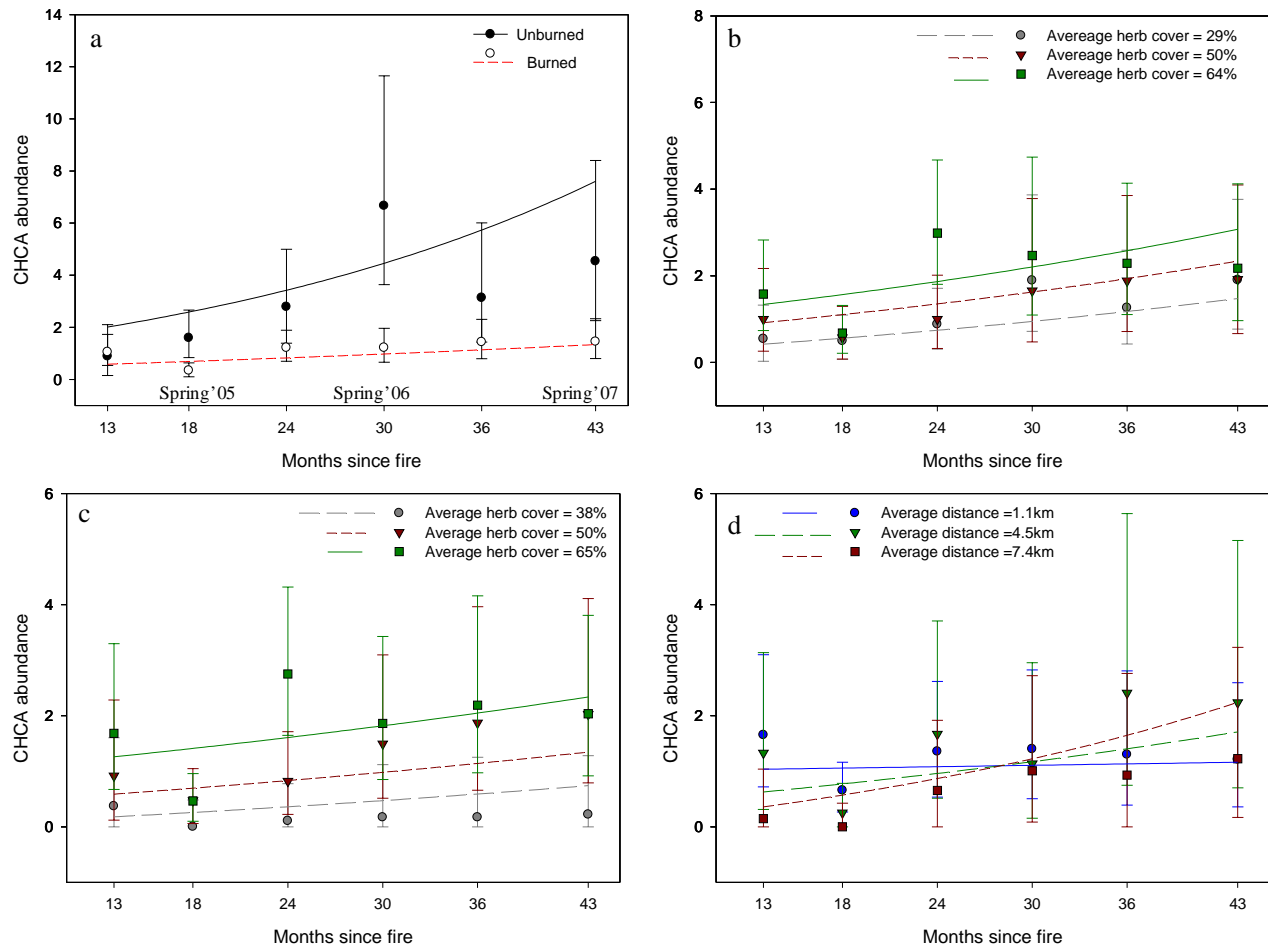 a
Unburned
Burned
14
12
10
8
6
4
2
0
CHCA abundance
Spring'05
Spring'06
Spring'07
13 18 24 30 36 43
Months since fire
b
Avereage herb cover = 29%
Avereage herb cover = 50%
Avereage herb cover = 64%
8
6
4
2
0
CHCA abundance
13 18 24 30 36 43
Months since fire
c
Average herb cover = 38%
Average herb cover = 50%
Average herb cover = 65%
6
4
2
0
CHCA abundance
13 18 24 30 36 43
Months since fire
d
Average distance =1.1km
Average distance =4.5km
Average distance =7.4km
6
4
2
0
CHCA abundance
13 18 24 30 36 43
Months since fire